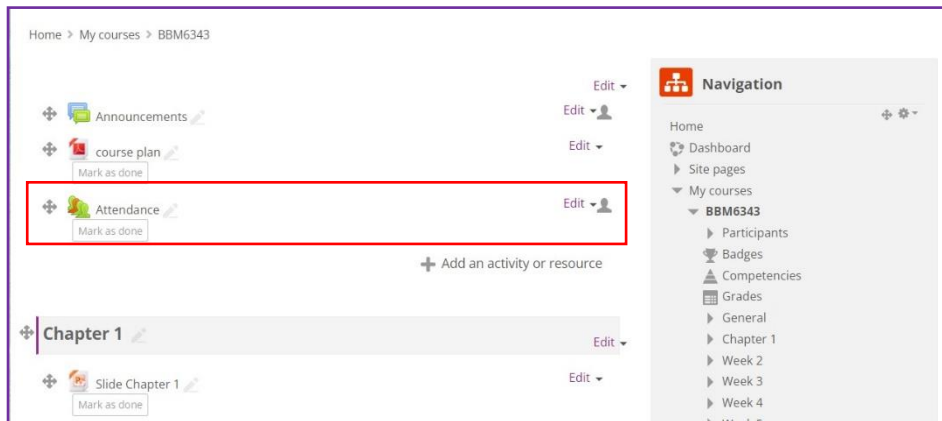 Home > My courses > BBM6343
Edit
Announcements
Edit
course plan
Edit
Mark as done
Attendance
Edit
Mark as done
Add an activity or resource
Chapter 1
Edit
Slide Chapter 1
Edit
Mark as done
Navigation
Home
Dashboard
Site pages
My courses
BBM6343
Participants
Badges
Competencies
Grades
General
Chapter 1
Week 2
Week 3
Week 4